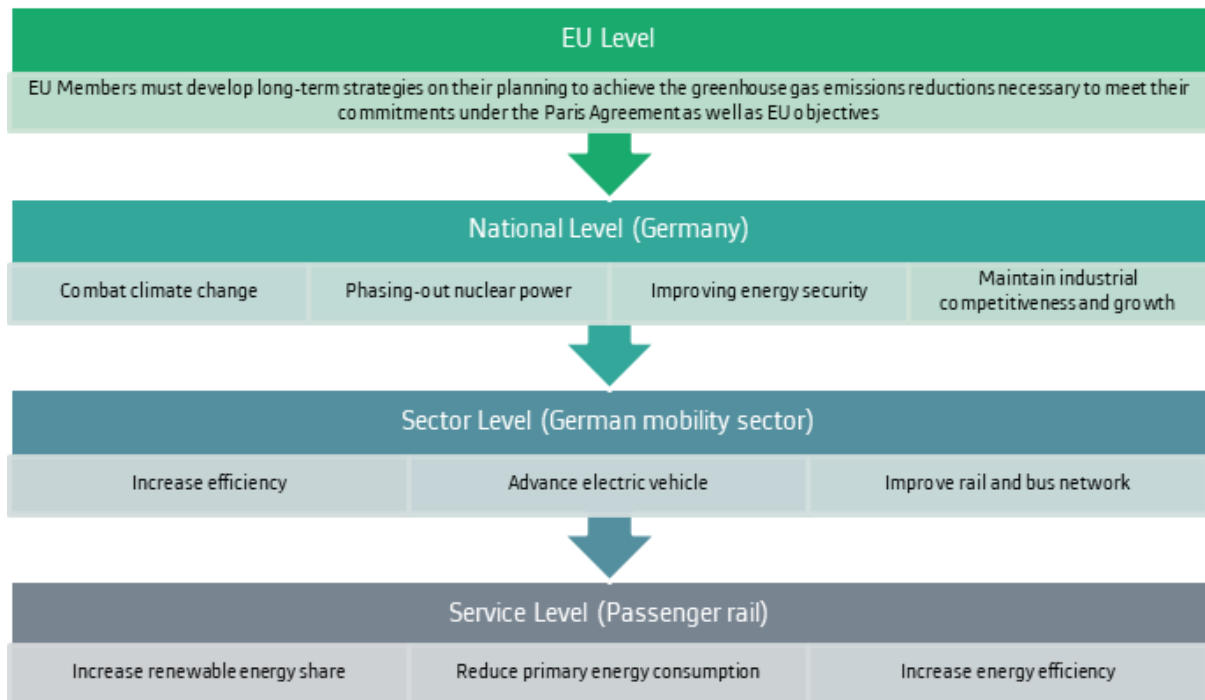 EU Level
EU Members must develop long-term strategies on their planning to achieve the greenhouse gas emissions reductions necessary to meet their
commitments under the Paris Agreement as well as EU objectives
National Level (Germany)
Combat climate change
Phasing-out nuclear power
Improving energy security
Maintain industrial
competitiveness and growth
Sector Level (German mobility sector)
Increase efficiency
Advance electric vehicle
Improve rail and bus network
Service Level (Passenger rail)
Increase renewable energy share
Reduce primary energy consumption
Increase energy efficiency